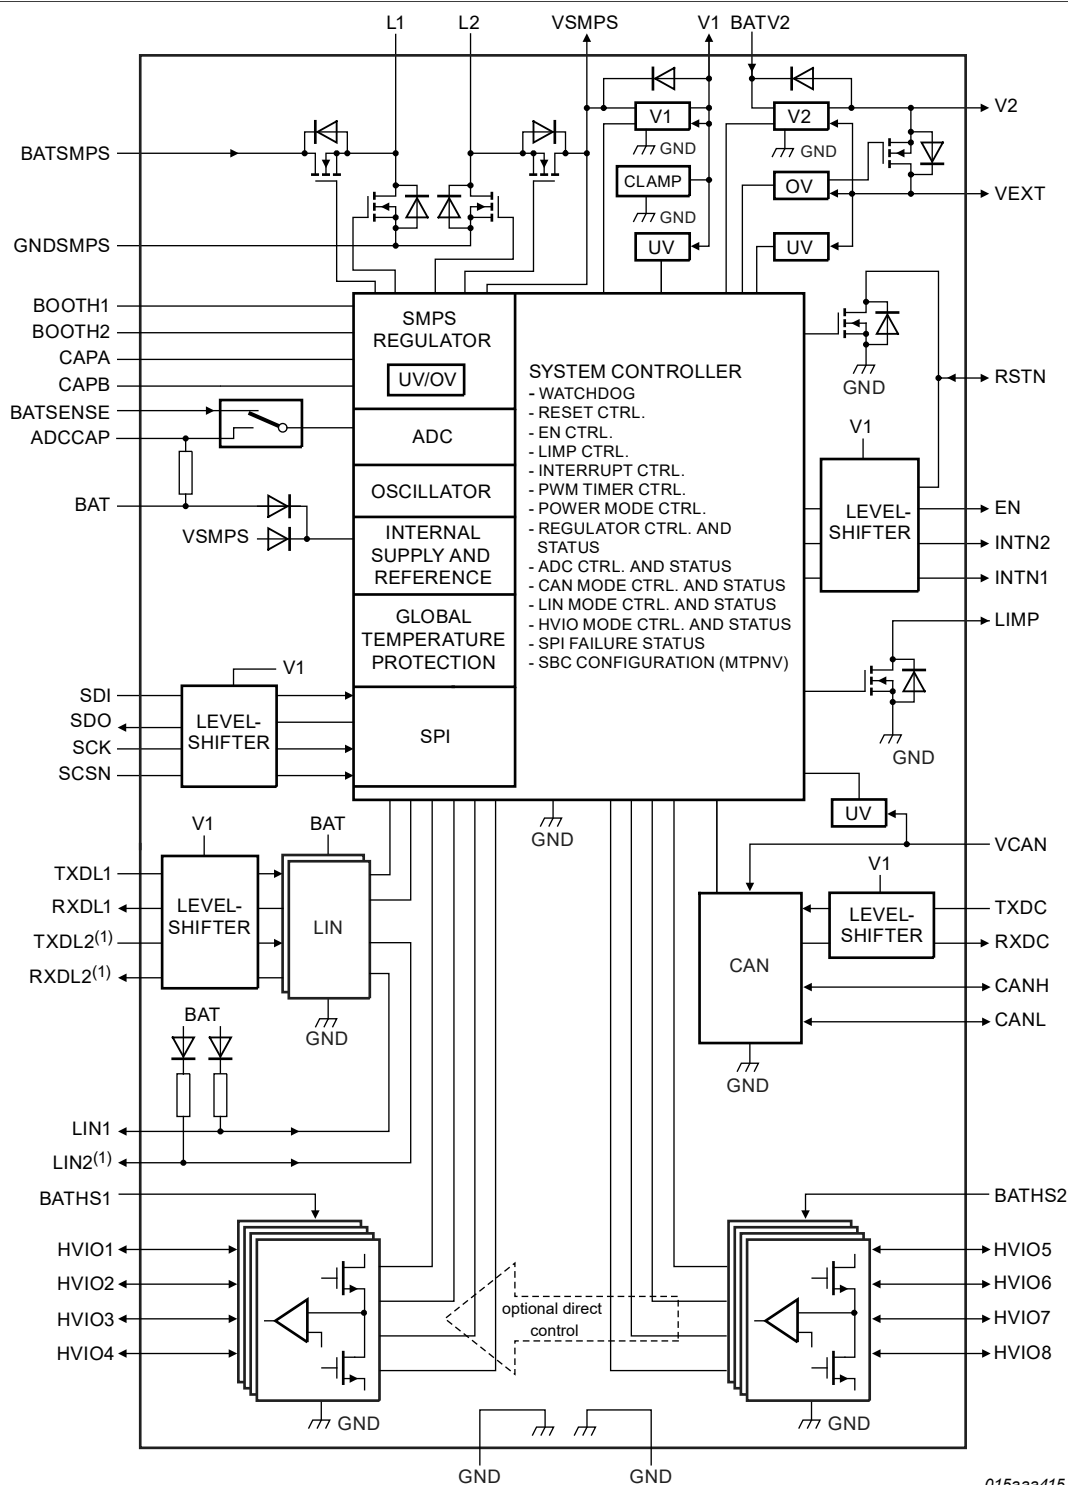 L1
L2
VSMPS
V1
BATV2
BATSMPS
GNDSMPS
V1
GND
CLAMP
GND
UV
V2
GND
OV
UV
V2
VEXT
BOOTH1
BOOTH2
CAPA
CAPB
BATSENSE
ADCCAP
BAT
VSMPS
SMPS
REGULATOR
UV/OV
ADC
OSCILLATOR
INTERNAL
SUPPLY AND
REFERENCE
GLOBAL
TEMPERATURE
PROTECTION
SPI
SYSTEM CONTROLLER
- WATCHDOG
- RESET CTRL.
- EN CTRL.
- LIMP CTRL.
- INTERRUPT CTRL.
- PWM TIMER CTRL.
- POWER MODE CTRL.
- REGULATOR CTRL. AND
STATUS
- ADC CTRL. AND STATUS
- CAN MODE CTRL. AND STATUS
- LIN MODE CTRL. AND STATUS
- HVIO MODE CTRL. AND STATUS
- SPI FAILURE STATUS
- SBC CONFIGURATION (MTPNV)
GND
RSTN
V1
LEVEL-
SHIFTER
EN
INTN2
INTN1
LIMP
GND
V1
SDI
SDO
SCK
SCSN
LEVEL-
SHIFTER
GND
UV
VCAN
V1
BAT
TXDL1
RXDL1
TXDL2(1)
RXDL2(1)
LEVEL-
SHIFTER
LIN
GND
BAT
V1
LEVEL-
SHIFTER
CAN
GND
TXDC
RXDC
CANH
CANL
LIN1
LIN2(1)
BATHS1
HVIO1
HVIO2
HVIO3
HVIO4
GND
optional direct
control
BATHS2
HVIO5
HVIO6
HVIO7
HVIO8
GND
GND
GND
015aaa415